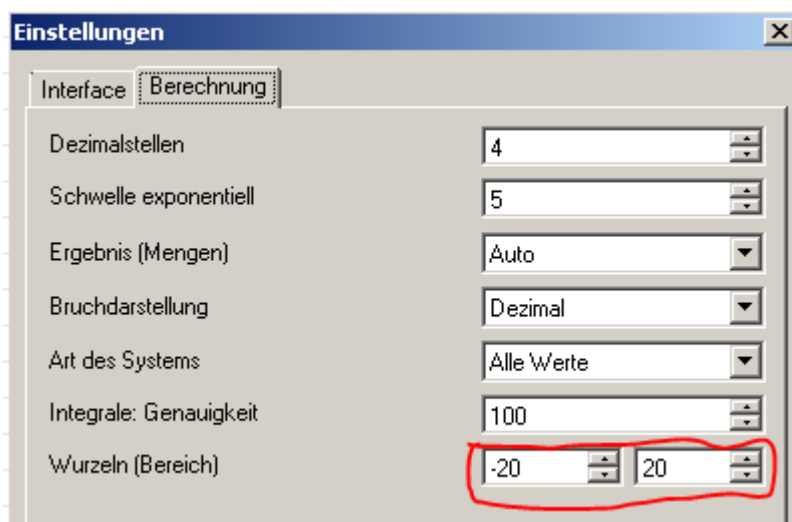 Einstellungen
Interface Berechnung
Dezimalstellen 4
Schwelle exponentiell 5
Ergebnis (Mengen) Auto
Bruchdarstellung Dezimal
Art des Systems Alle Werte
Integrale: Genauigkeit 100
Wurzeln (Bereich) -20 20